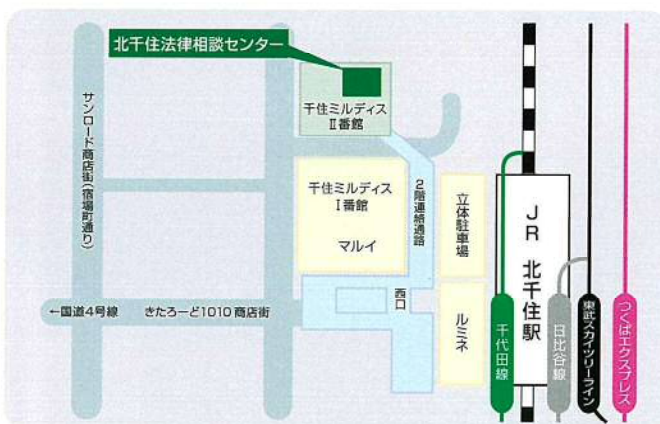 北千住法律相談センター
千住ミルディス
Ⅱ番館
サンロード商店街(宿場町通り)
千住ミルディス
Ⅰ番館
マルイ
2階連絡通路
立体駐車場
JR 北千住駅
西口
ルミネ
←国道4号線
きたろーど1010商店街
千代田線
日比谷線
東武スカイツリーライン
つくばエクスプレス